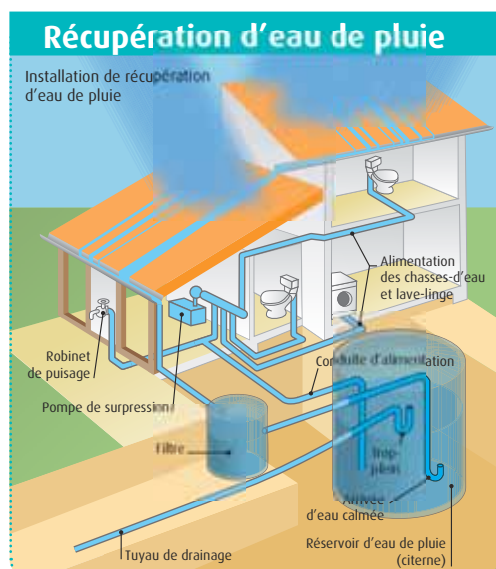 Récupération d'eau de pluie
Installation de récupération
d'eau de pluie
Alimentation
des chasses-d'eau
et lave-linge
Robinet
de puisage
Conduite d'alimentation
Pompe de surpression
Filtre
Trop-
plein
Arrivée
d'eau calmée
Tuyau de drainage
Réservoir d'eau de pluie
(citerne)